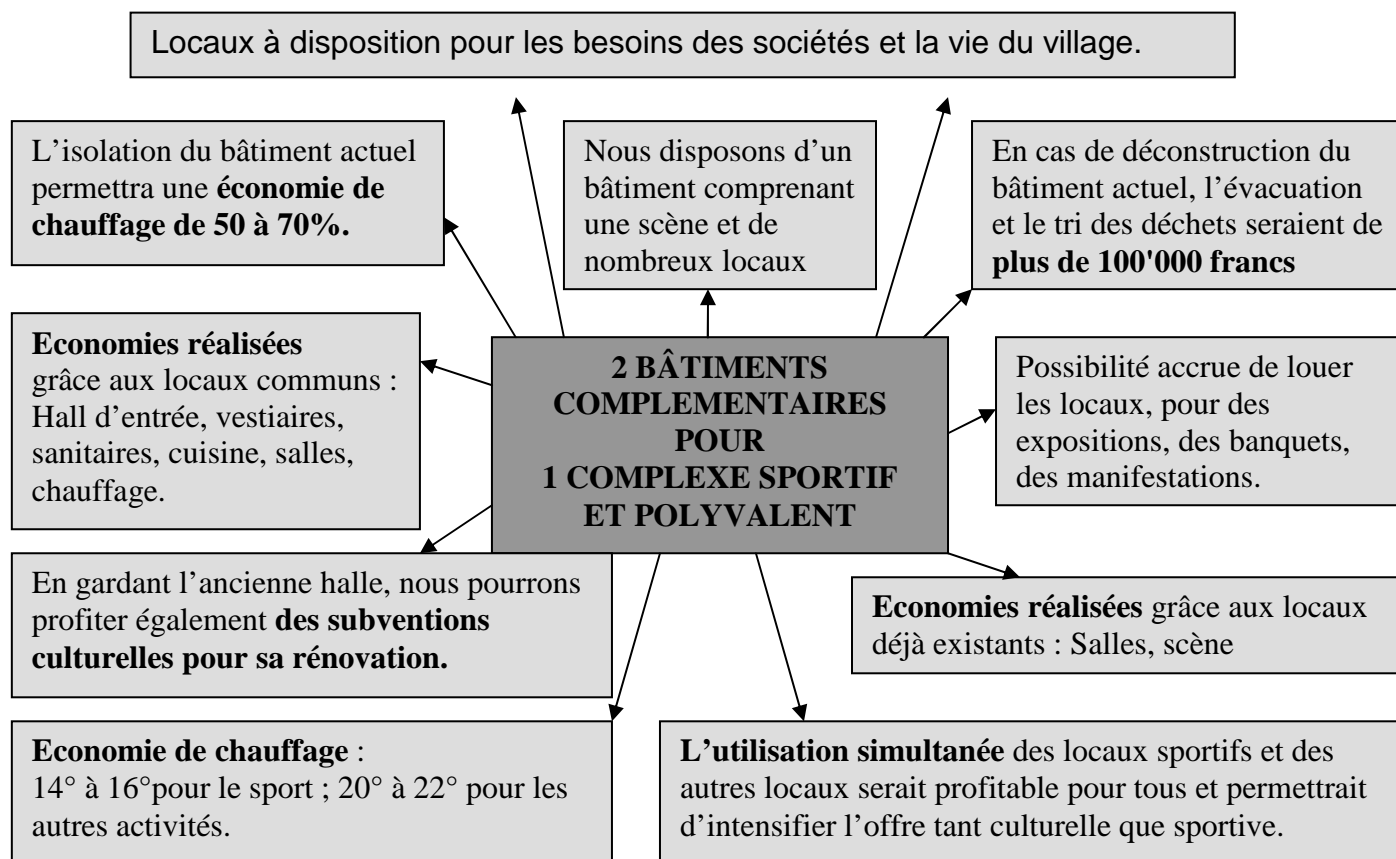 Locaux à disposition pour les besoins des sociétés et la vie du village.
L’isolation du bâtiment actuel
permettra une économie de
chauffage de 50 à 70%.
Nous disposons d’un
bâtiment comprenant
une scène et de
nombreux locaux
En cas de déconstruction du
bâtiment actuel, l’évacuation
et le tri des déchets seraient de
plus de 100'000 francs
Economies réalisées
grâce aux locaux communs :
Hall d’entrée, vestiaires,
sanitaires, cuisine, salles,
chauffage.
2 BÂTIMENTS
COMPLEMENTAIRES
POUR
1 COMPLEXE SPORTIF
ET POLYVALENT
Possibilité accrue de louer
les locaux, pour des
expositions, des banquets,
des manifestations.
En gardant l’ancienne halle, nous pourrons
profiter également des subventions
culturelles pour sa rénovation.
Economies réalisées grâce aux locaux
déjà existants : Salles, scène
Economie de chauffage :
14° à 16°pour le sport ; 20° à 22° pour les
autres activités.
L’utilisation simultanée des locaux sportifs et des
autres locaux serait profitable pour tous et permettrait
d’intensifier l’offre tant culturelle que sportive.